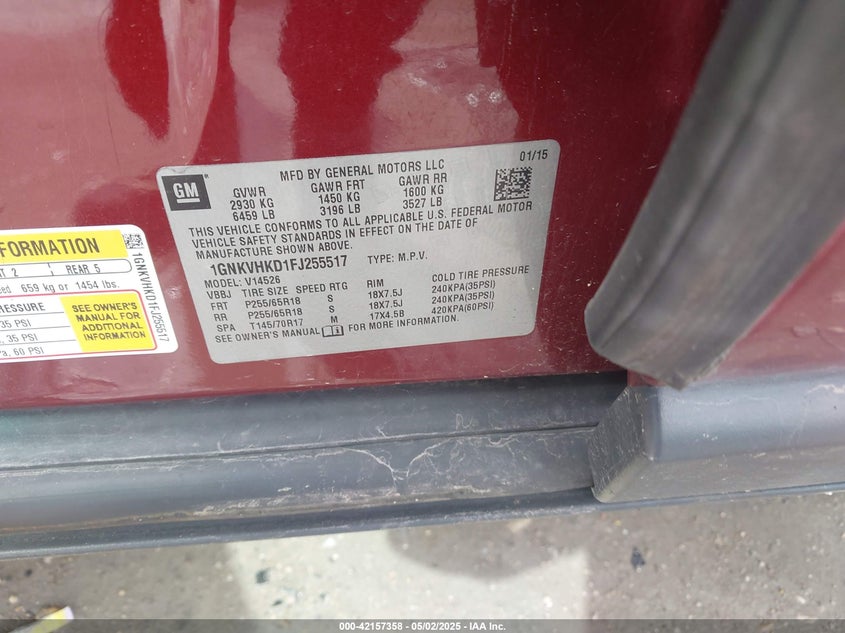 GM
MFD BY GENERAL MOTORS LLC 01/15
GVWR GAWR FRT GAWR RR
2930 KG 1450 KG 1600 KG
6459 LB 3196 LB 3527 LB
THIS VEHICLE CONFORMS TO ALL APPLICABLE U.S. FEDERAL MOTOR
VEHICLE SAFETY STANDARDS IN EFFECT ON THE DATE OF
MANUFACTURE SHOWN ABOVE.
1GNKVHKD1FJ255517 TYPE: M.P.V.
MODEL: V14526
VBBJ TIRE SIZE SPEED RTG RIM COLD TIRE PRESSURE
FRT P255/65R18 S 18X7.5J 240KPA(35PSI)
RR P255/65R18 S 18X7.5J 240KPA(35PSI)
SPA T145/70R17 M 17X4.5B 420KPA(60PSI)
SEE OWNER'S MANUAL FOR MORE INFORMATION
FORMATION
2 REAR 5
659 kg or 1454 lbs.
PRESSURE
35 PSI
35 PSI
60 PSI
SEE OWNER'S
MANUAL FOR
ADDITIONAL
INFORMATION
1GNKVHKD1FJ255517
000-42157358 - 05/02/2025 - IAA Inc.